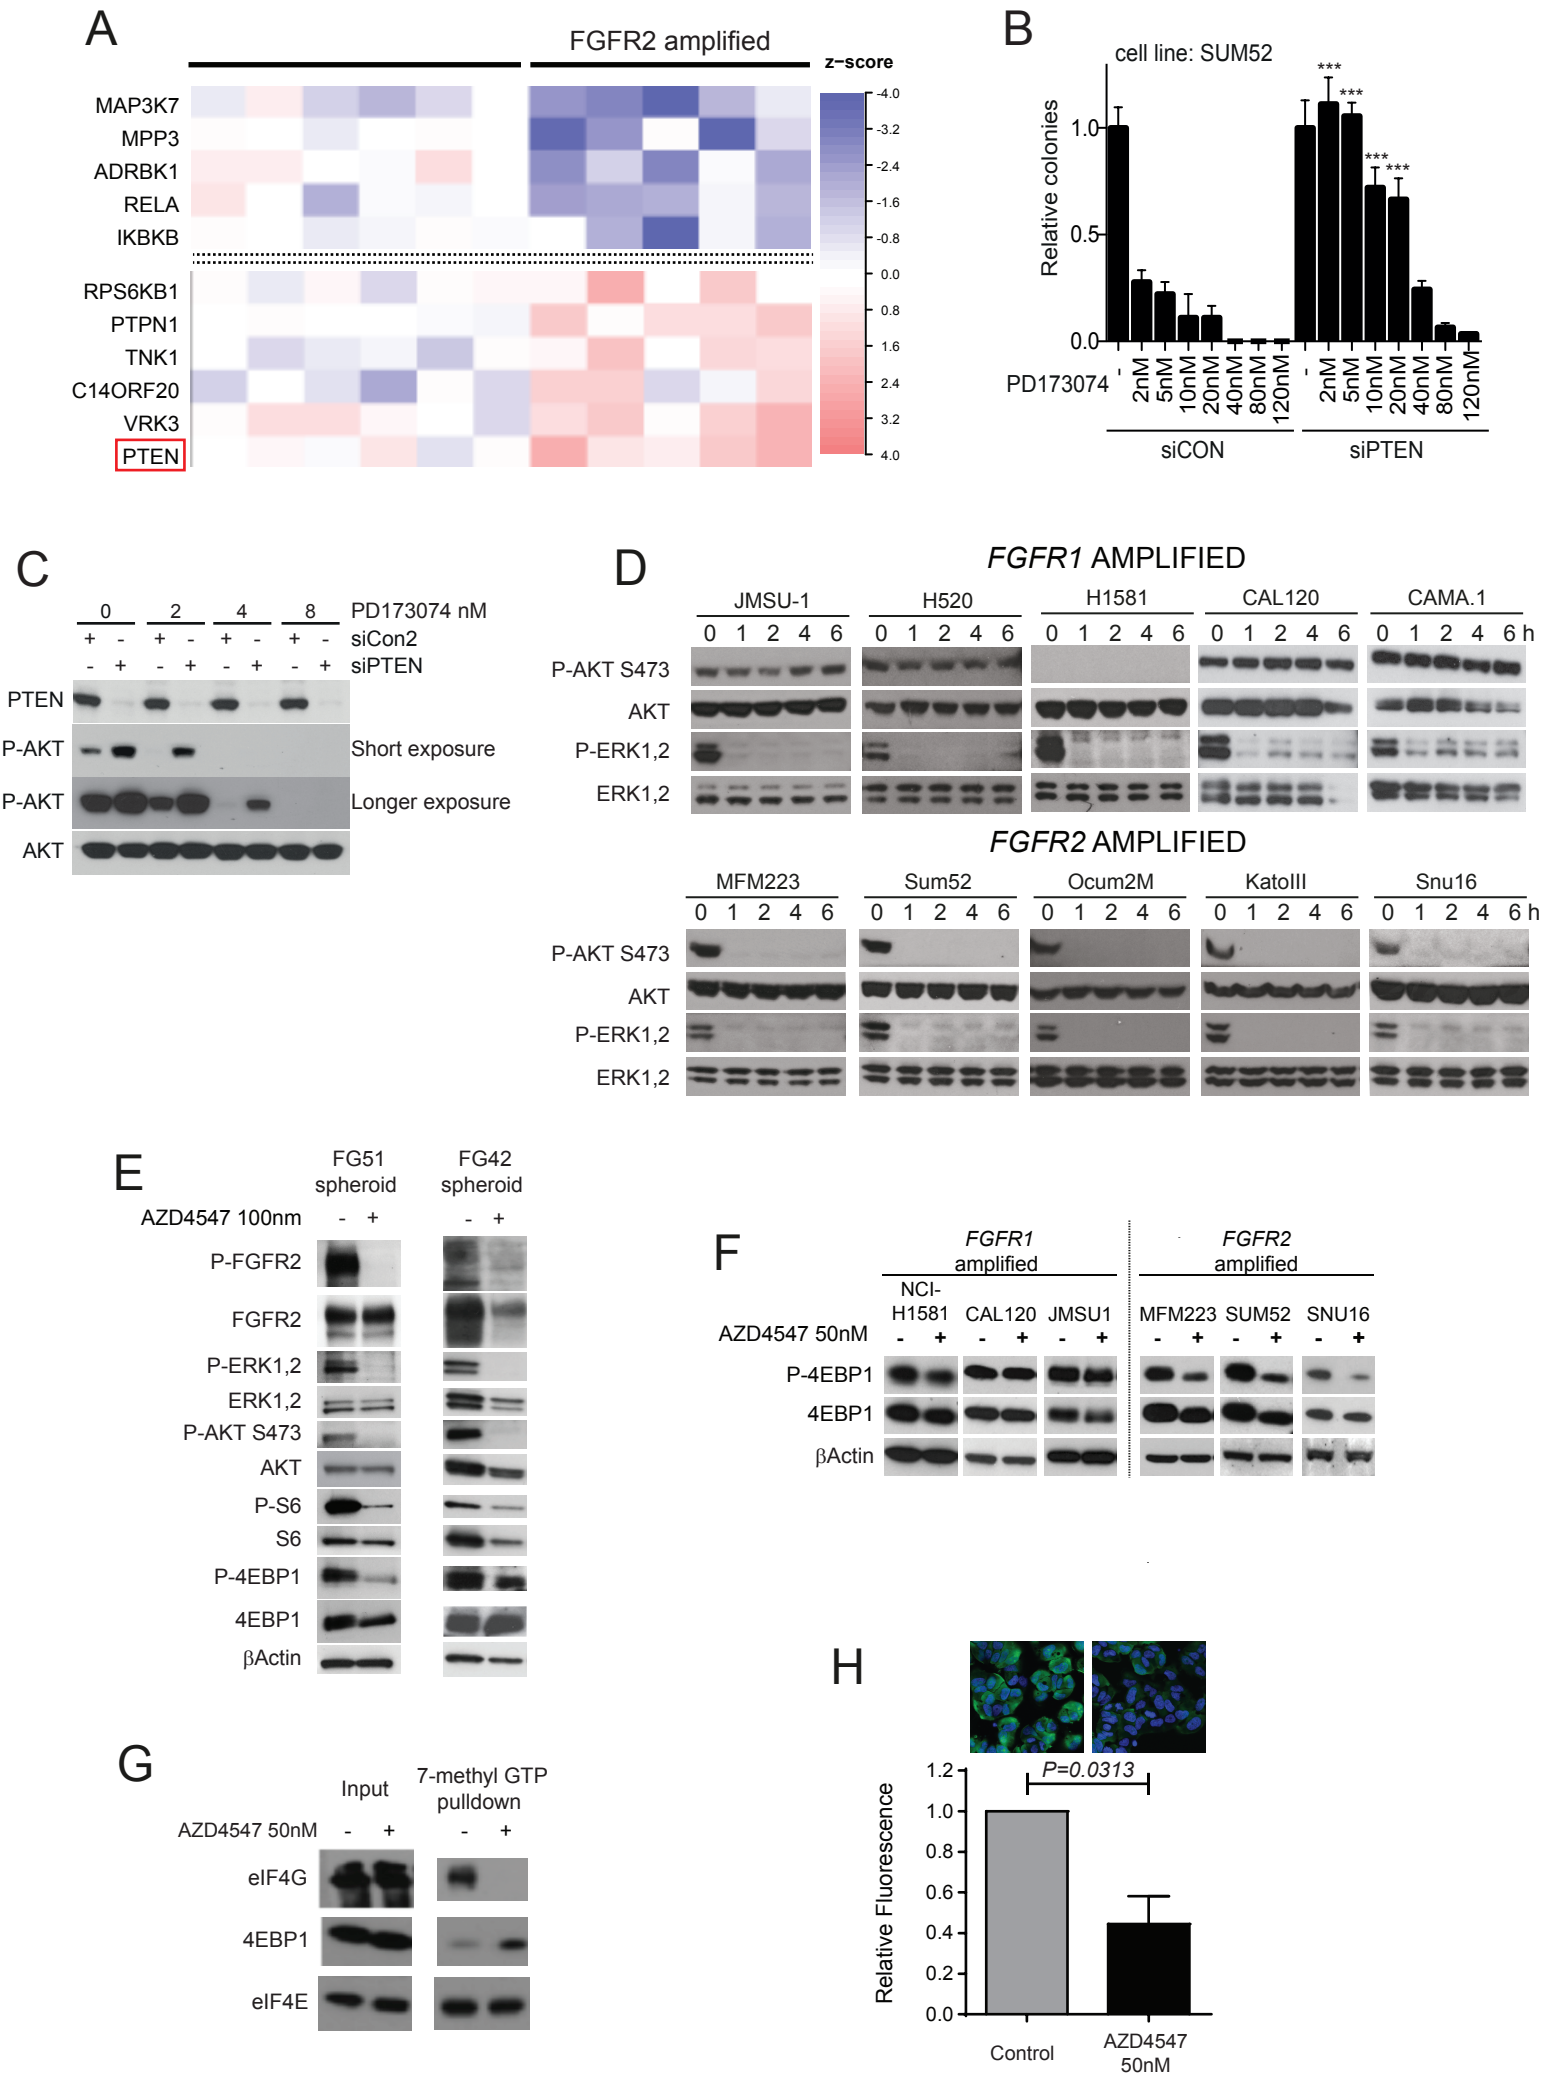 A
FGFR2 amplified
z−score
MAP3K7
MPP3
ADRBK1
RELA
IKBKB
RPS6KB1
PTPN1
TNK1
C14ORF20
VRK3
PTEN
-4.0
-3.2
-2.4
-1.6
-0.8
0.0
0.8
1.6
2.4
3.2
4.0
B
cell line: SUM52
Relative colonies
1.0
0.5
0.0
*** *** *** ***
PD173074
- 2nM 5nM 10nM 20nM 40nM 80nM 120nM - 2nM 5nM 10nM 20nM 40nM 80nM 120nM
siCON siPTEN
C
0 2 4 8 PD173074 nM
+ - + - + - + - siCon2
- + - + - + - + siPTEN
PTEN
P-AKT Short exposure
P-AKT Longer exposure
AKT
D
FGFR1 AMPLIFIED
JMSU-1 H520 H1581 CAL120 CAMA.1
0 1 2 4 6 0 1 2 4 6 0 1 2 4 6 0 1 2 4 6 0 1 2 4 6 h
P-AKT S473
AKT
P-ERK1,2
ERK1,2
FGFR2 AMPLIFIED
MFM223 Sum52 Ocum2M KatoIII Snu16
0 1 2 4 6 0 1 2 4 6 0 1 2 4 6 0 1 2 4 6 0 1 2 4 6 h
P-AKT S473
AKT
P-ERK1,2
ERK1,2
E
FG51 FG42
spheroid spheroid
AZD4547 100nm - + - +
P-FGFR2
FGFR2
P-ERK1,2
ERK1,2
P-AKT S473
AKT
P-S6
S6
P-4EBP1
4EBP1
βActin
F
FGFR1 FGFR2
amplified amplified
NCI-
H1581 CAL120 JMSU1 MFM223 SUM52 SNU16
AZD4547 50nM - + - + - + - + - + - +
P-4EBP1
4EBP1
βActin
G
Input
7-methyl GTP
pulldown
AZD4547 50nM - + - +
eIF4G
4EBP1
eIF4E
H
P=0.0313
Relative Fluorescence
1.2
1.0
0.8
0.6
0.4
0.2
0.0
Control
AZD4547
50nM